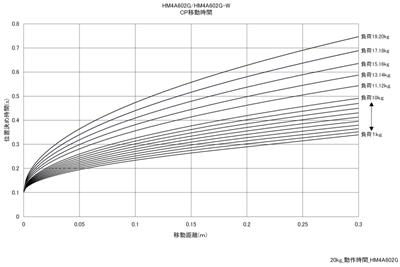 HM4A602G/HM4A602G-W
CP移動時間
0.8
0.7
0.6
0.5
0.4
0.3
0.2
0.1
0
位置決め時間(s)
負荷19.20kg
負荷17.18kg
負荷15.16kg
負荷13.14kg
負荷11.12kg
負荷10kg
負荷1kg
0
0.05
0.1
0.15
0.2
0.25
0.3
移動距離(m)
20kg_動作時間_HM4A602G